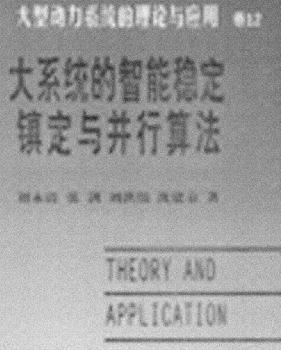 大型动力系统的理论与应用 卷12
大系统的智能稳定
镇定与并行算法
著
THEORY AND
APPLICATION